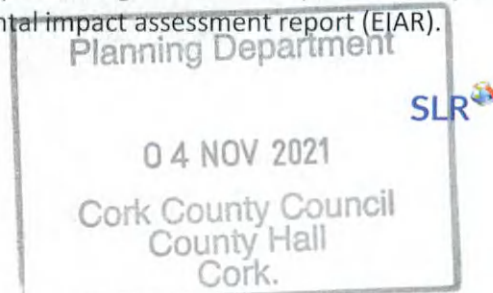 ntal impact assessment report (EIAR).
Planning Department
SLR
04 NOV 2021
Cork County Council
County Hall
Cork.